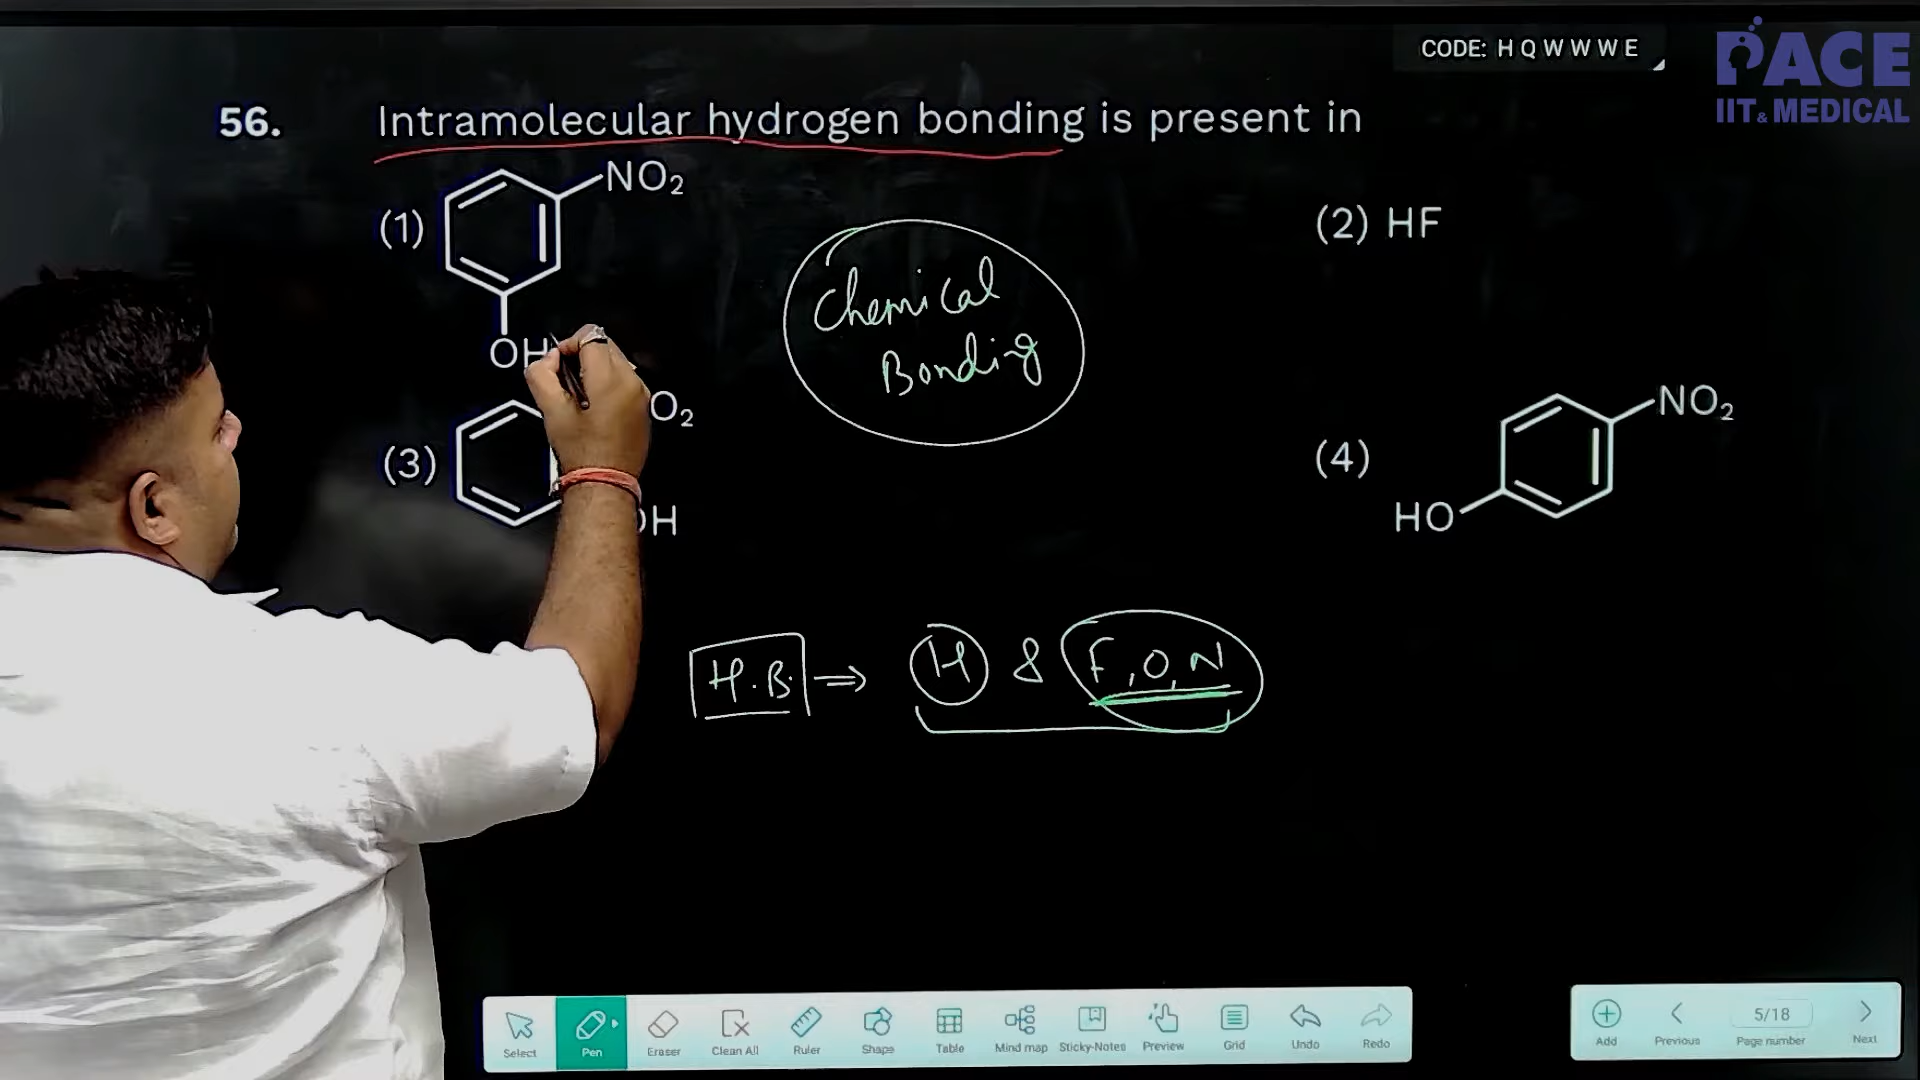 CODE: H Q W W W E
PACE
IIT & MEDICAL
56. Intramolecular hydrogen bonding is present in
(1)
NO₂
OH
(2) HF
Chemical
Bonding
(3)
O₂
OH
(4)
NO₂
HO
H.B. ⇒ H & F, O, N
Select
Pen
Eraser
Clean All
Ruler
Shape
Table
Mind map
Sticky-Notes
Preview
Grid
Undo
Redo
Add
Previous
5/18
Page number
Next